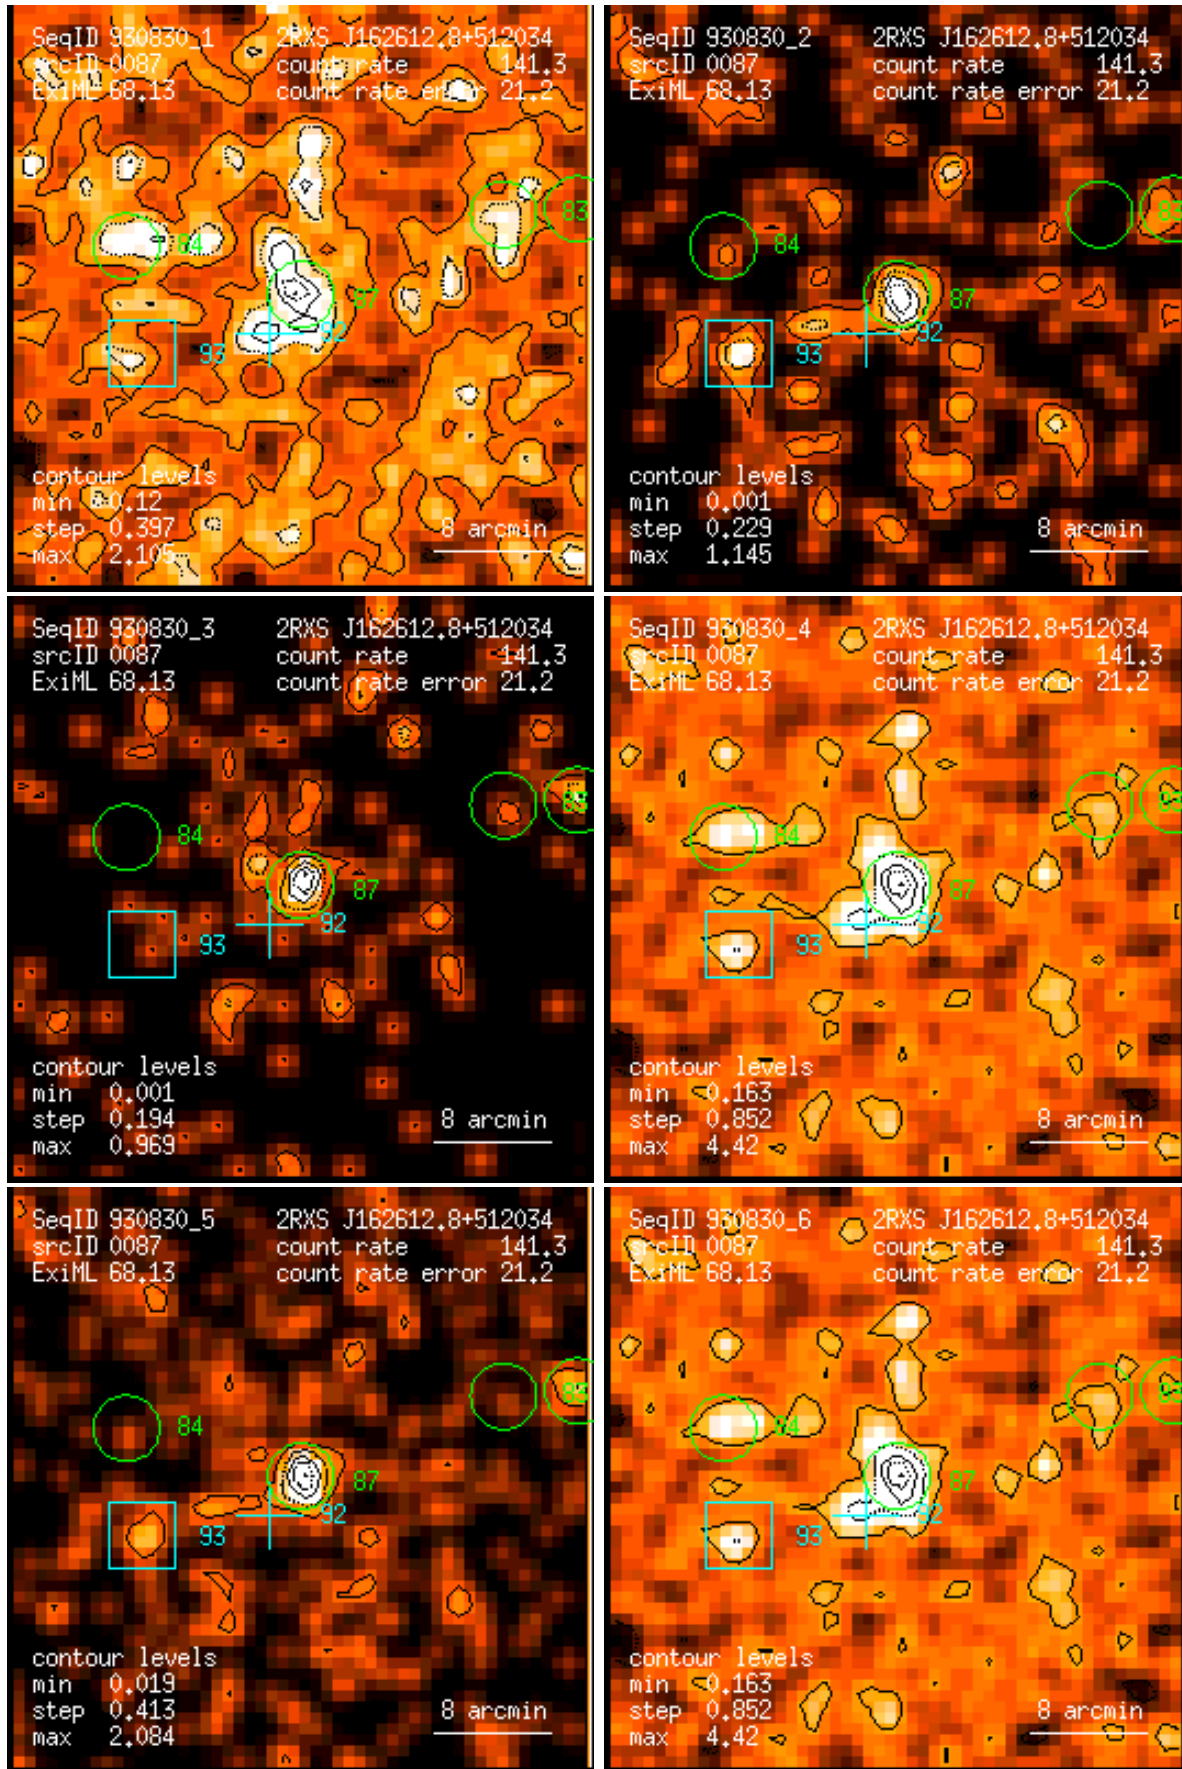 SeqID 930830_1 2RXS J162612.8+512034
srcID 0087 count rate 141.3
ExiML 68.13 count rate error 21.2
83
84
87
92
93
contour levels
min 0.12
step 0.397
max 2.105
8 arcmin
SeqID 930830_2 2RXS J162612.8+512034
srcID 0087 count rate 141.3
ExiML 68.13 count rate error 21.2
83
84
87
92
93
contour levels
min 0.001
step 0.229
max 1.145
8 arcmin
SeqID 930830_3 2RXS J162612.8+512034
srcID 0087 count rate 141.3
ExiML 68.13 count rate error 21.2
83
84
87
92
93
contour levels
min 0.001
step 0.194
max 0.969
8 arcmin
SeqID 930830_4 2RXS J162612.8+512034
srcID 0087 count rate 141.3
ExiML 68.13 count rate error 21.2
83
84
87
92
93
contour levels
min 0.163
step 0.852
max 4.42
8 arcmin
SeqID 930830_5 2RXS J162612.8+512034
srcID 0087 count rate 141.3
ExiML 68.13 count rate error 21.2
83
84
87
92
93
contour levels
min 0.019
step 0.413
max 2.084
8 arcmin
SeqID 930830_6 2RXS J162612.8+512034
srcID 0087 count rate 141.3
ExiML 68.13 count rate error 21.2
83
84
87
92
93
contour levels
min 0.163
step 0.852
max 4.42
8 arcmin